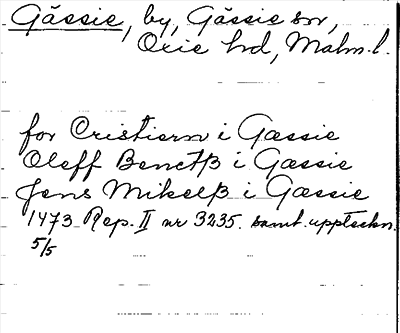 Gässie, by, Gässie sn,
Oxie hd, Malm. l.
for Cristiern i Gæssie
Oleff Benctß i Gæssie
Jens Mikelß i Gæssie
1473 Rep. II nr 3235. samt. uppteckn.
5/5